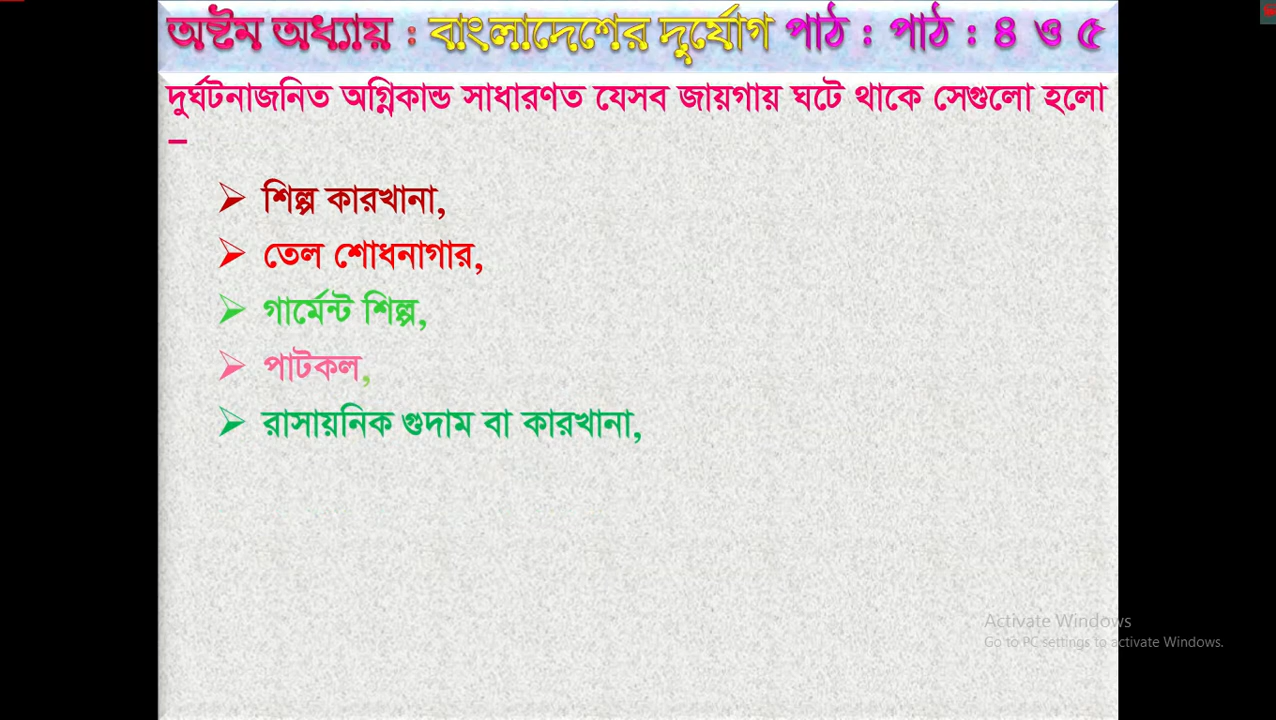 অষ্টম অধ্যায় : বাংলাদেশের দুর্যোগ পাঠ : পাঠ : ৪ ও ৫
দুর্ঘটনাজনিত অগ্নিকান্ড সাধারণত যেসব জায়গায় ঘটে থাকে সেগুলো হলো
–
➢ শিল্প কারখানা,
➢ তেল শোধনাগার,
➢ গার্মেন্ট শিল্প,
➢ পাটকল,
➢ রাসায়নিক গুদাম বা কারখানা,
Activate Windows
Go to PC settings to activate Windows.